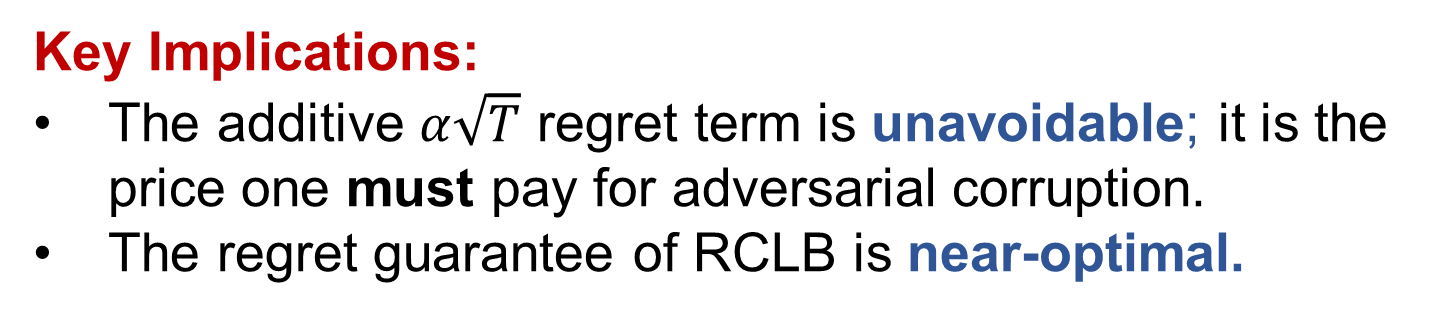 Key Implications:
• The additive α√T regret term is unavoidable; it is the
price one must pay for adversarial corruption.
• The regret guarantee of RCLB is near-optimal.